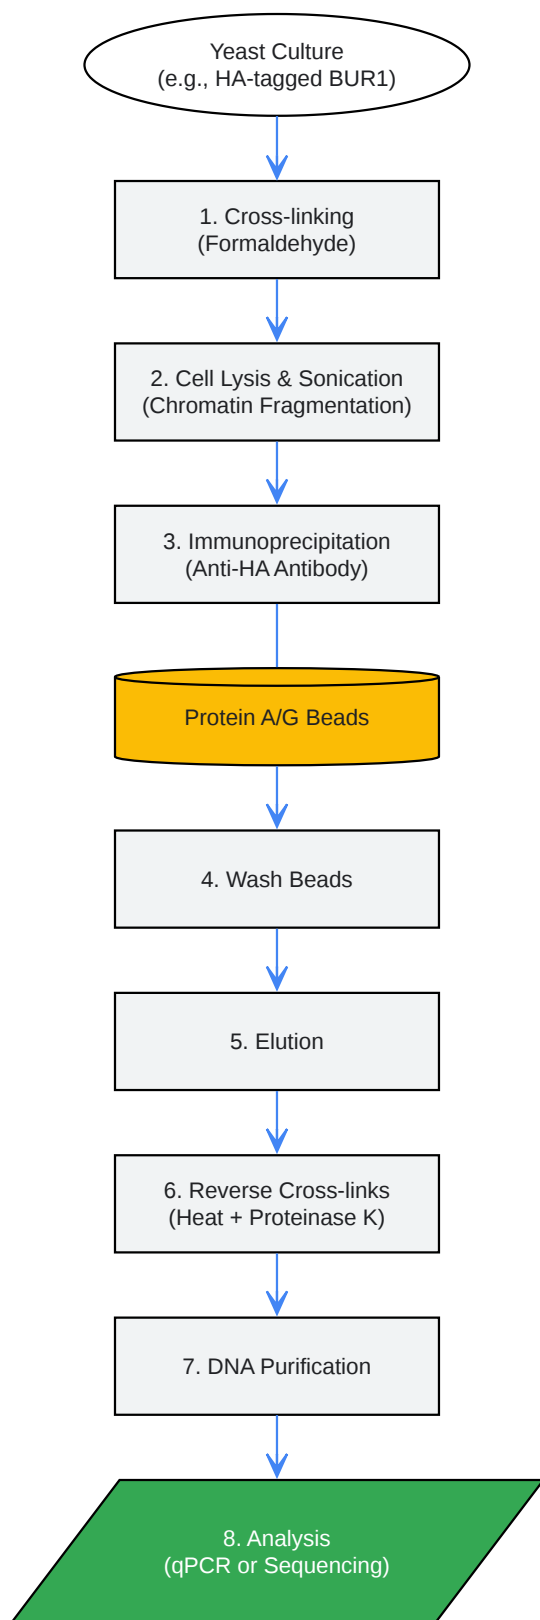 Yeast Culture
(e.g., HA-tagged BUR1)
1. Cross-linking
(Formaldehyde)
2. Cell Lysis & Sonication
(Chromatin Fragmentation)
3. Immunoprecipitation
(Anti-HA Antibody)
Protein A/G Beads
4. Wash Beads
5. Elution
6. Reverse Cross-links
(Heat + Proteinase K)
7. DNA Purification
8. Analysis
(qPCR or Sequencing)